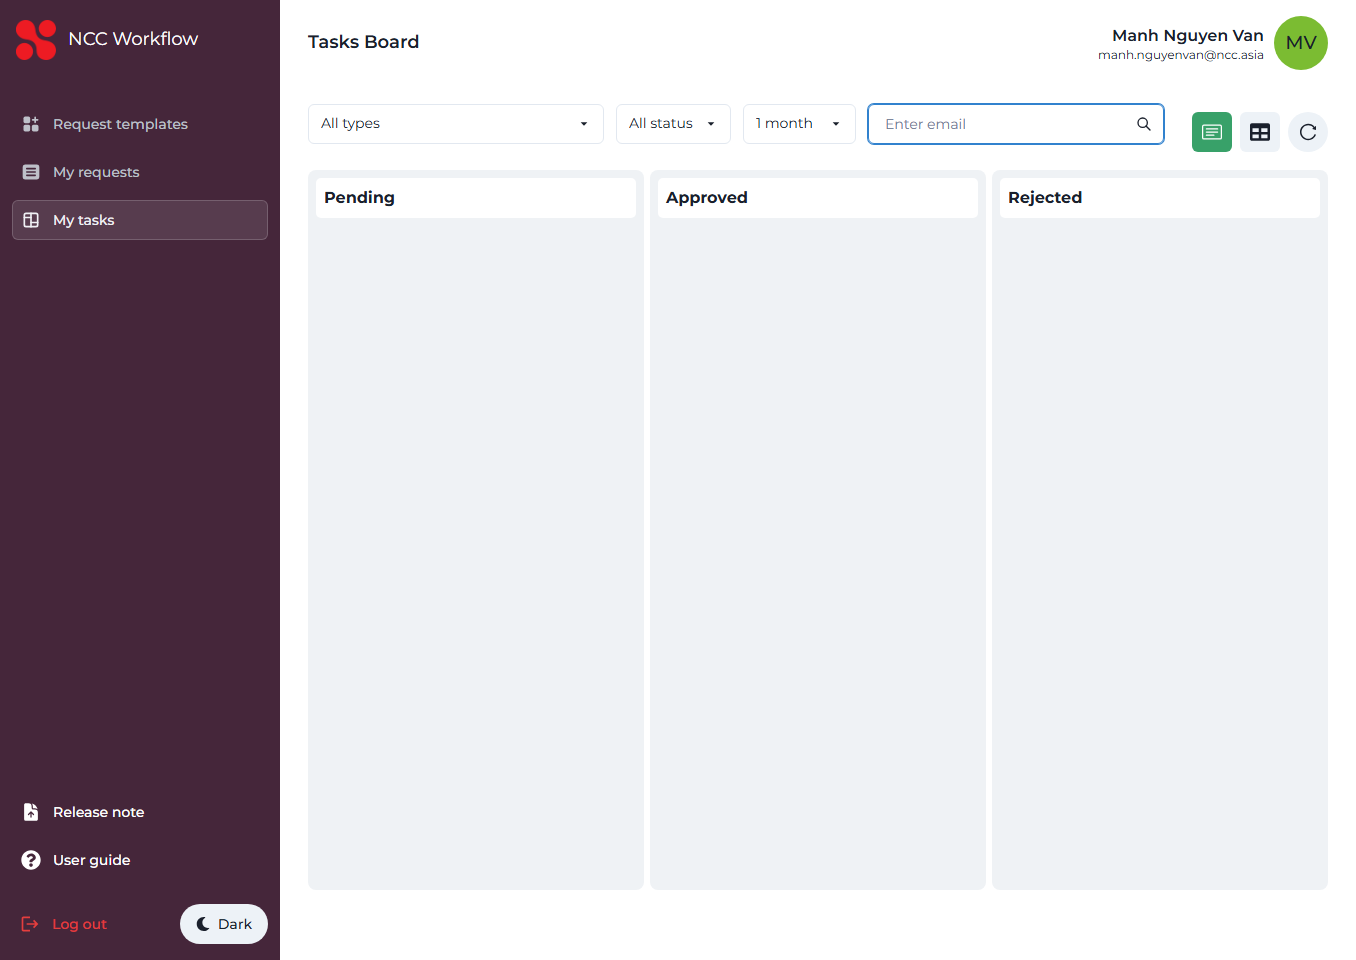 NCC Workflow
Request templates
My requests
My tasks
Release note
User guide
Log out
Dark
Tasks Board
Manh Nguyen Van
manh.nguyenvan@ncc.asia
MV
All types
All status
1 month
Enter email
Pending
Approved
Rejected